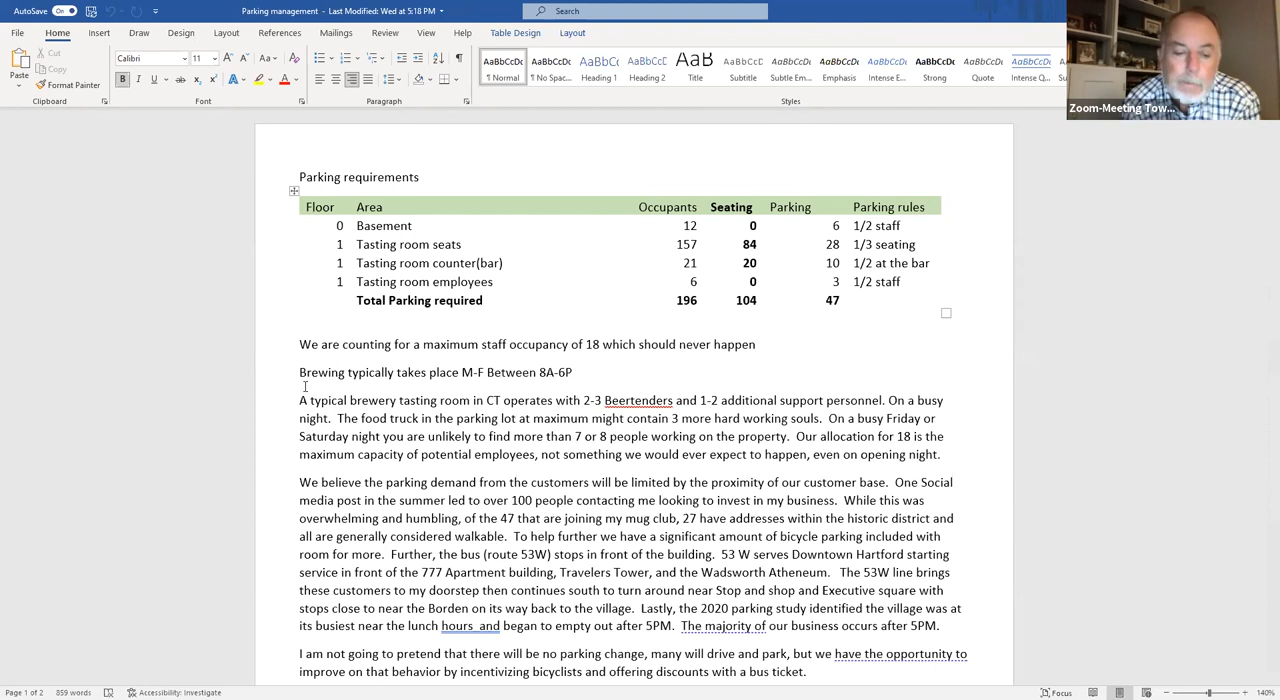 AutoSave On Parking management - Last Modified: Wed at 5:18 PM Search
File Home Insert Draw Design Layout References Mailings Review View Help Table Design Layout
Cut
Copy
Format Painter
Paste
Calibri 11
Clipboard Font Paragraph Styles
AaBbCcDc AaBbCcDc AaBbC AaBbCcC AaB AaBbCcC AaBbCcDc AaBbCcDc AaBbCcDc AaBbCcDc AaBbCcDc AaBbCcDc
¶ Normal ¶ No Spac... Heading 1 Heading 2 Title Subtitle Subtle Em... Emphasis Intense E... Strong Quote Intense Q...
Zoom-Meeting Tow...
Parking requirements
Floor Area Occupants Seating Parking Parking rules
0 Basement 12 0 6 1/2 staff
1 Tasting room seats 157 84 28 1/3 seating
1 Tasting room counter(bar) 21 20 10 1/2 at the bar
1 Tasting room employees 6 0 3 1/2 staff
Total Parking required 196 104 47
We are counting for a maximum staff occupancy of 18 which should never happen
Brewing typically takes place M-F Between 8A-6P
A typical brewery tasting room in CT operates with 2-3 Beertenders and 1-2 additional support personnel. On a busy
night. The food truck in the parking lot at maximum might contain 3 more hard working souls. On a busy Friday or
Saturday night you are unlikely to find more than 7 or 8 people working on the property. Our allocation for 18 is the
maximum capacity of potential employees, not something we would ever expect to happen, even on opening night.
We believe the parking demand from the customers will be limited by the proximity of our customer base. One Social
media post in the summer led to over 100 people contacting me looking to invest in my business. While this was
overwhelming and humbling, of the 47 that are joining my mug club, 27 have addresses within the historic district and
all are generally considered walkable. To help further we have a significant amount of bicycle parking included with
room for more. Further, the bus (route 53W) stops in front of the building. 53 W serves Downtown Hartford starting
service in front of the 777 Apartment building, Travelers Tower, and the Wadsworth Atheneum. The 53W line brings
these customers to my doorstep then continues south to turn around near Stop and shop and Executive square with
stops close to near the Borden on its way back to the village. Lastly, the 2020 parking study identified the village was at
its busiest near the lunch hours and began to empty out after 5PM. The majority of our business occurs after 5PM.
I am not going to pretend that there will be no parking change, many will drive and park, but we have the opportunity to
improve on that behavior by incentivizing bicyclists and offering discounts with a bus ticket.
Page 1 of 2 859 words Accessibility: Investigate Focus 140%